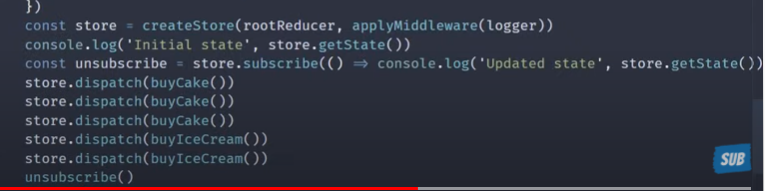 })
const store = createStore(rootReducer, applyMiddleware(logger))
console.log('Initial state', store.getState())
const unsubscribe = store.subscribe(() => console.log('Updated state', store.getState())
store.dispatch(buyCake())
store.dispatch(buyCake())
store.dispatch(buyCake())
store.dispatch(buyIceCream())
store.dispatch(buyIceCream())
unsubscribe()
SUB